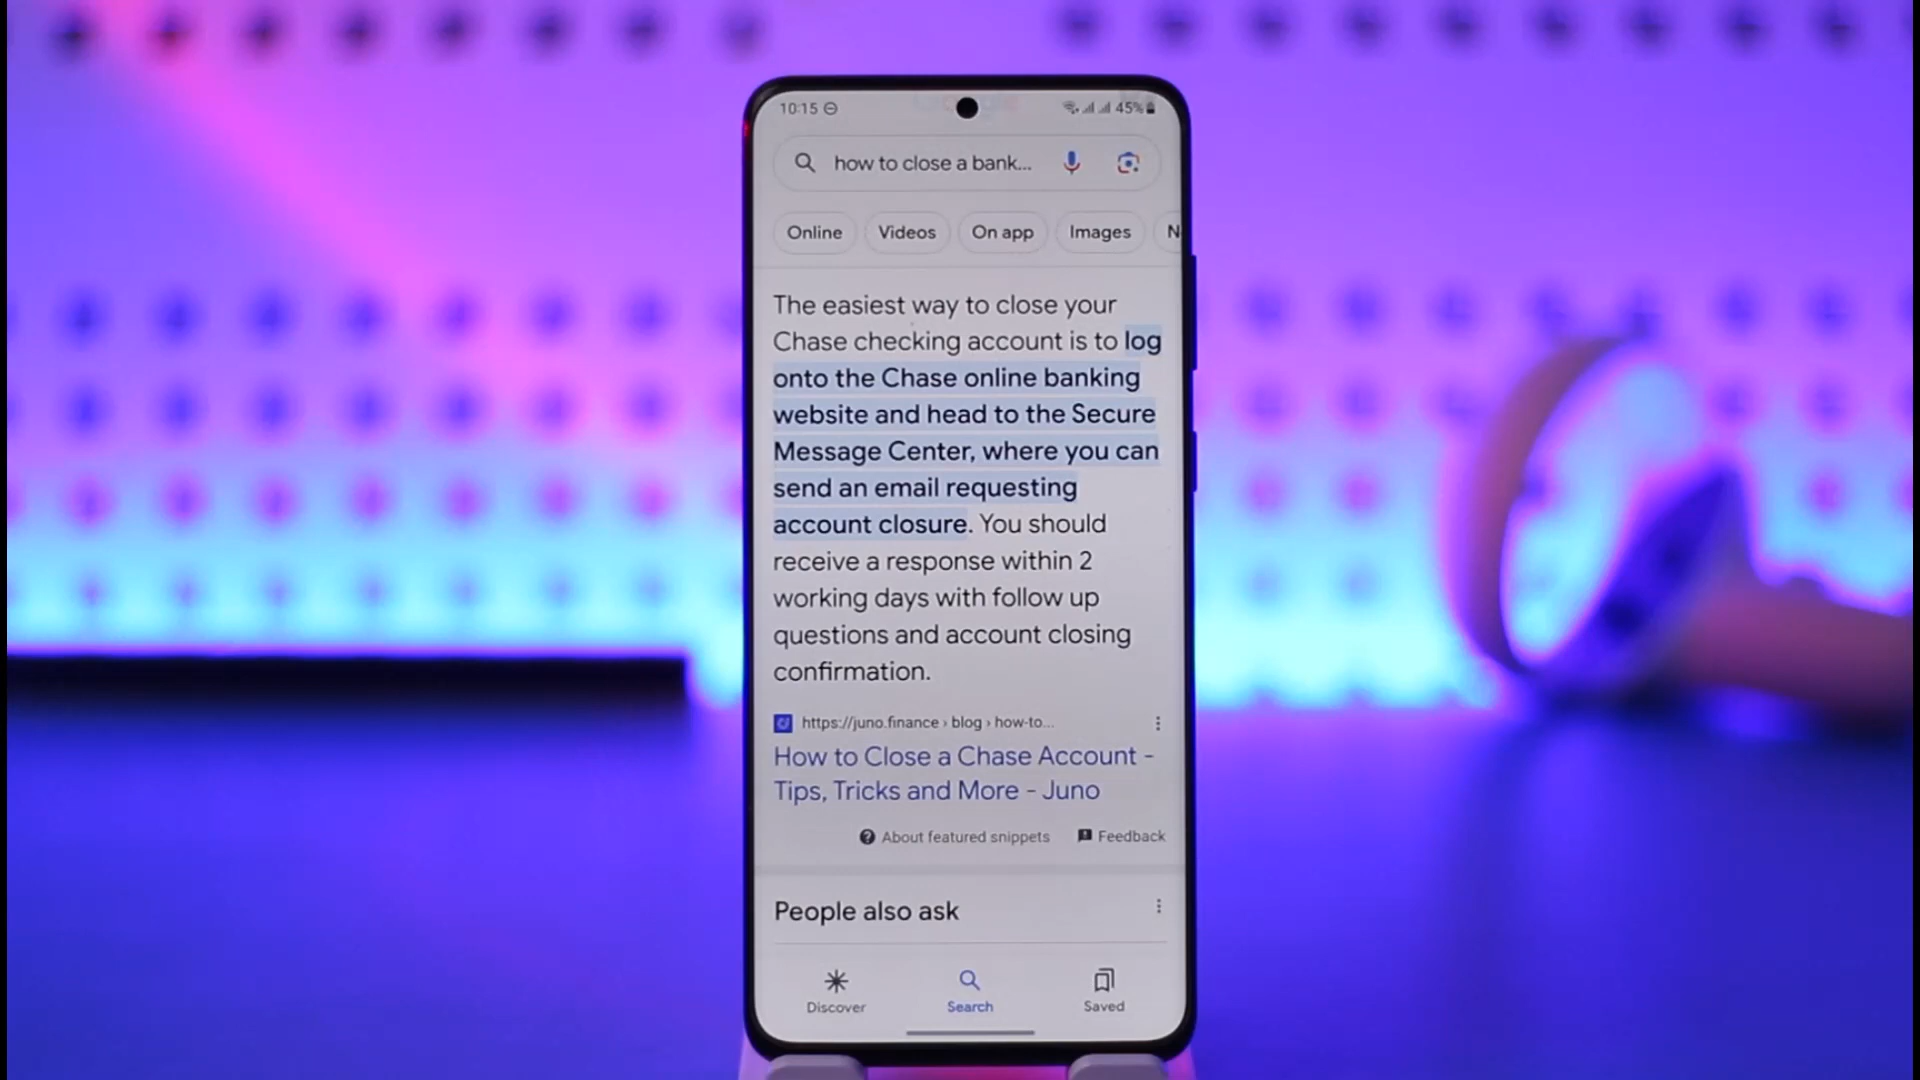 10:15
45%
how to close a bank...
Online
Videos
On app
Images
N
The easiest way to close your
Chase checking account is to log
onto the Chase online banking
website and head to the Secure
Message Center, where you can
send an email requesting
account closure. You should
receive a response within 2
working days with follow up
questions and account closing
confirmation.
https://juno.finance › blog › how-to...
How to Close a Chase Account -
Tips, Tricks and More - Juno
About featured snippets
Feedback
People also ask
Discover
Search
Saved